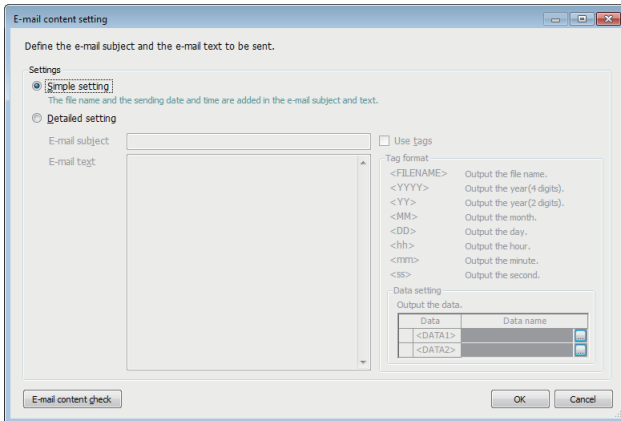 E-mail content setting
Define the e-mail subject and the e-mail text to be sent.
Settings
Simple setting
The file name and the sending date and time are added in the e-mail subject and text.
Detailed setting
E-mail subject
Use tags
E-mail text
Tag format
<FILENAME> Output the file name.
<YYYY> Output the year(4 digits).
<YY> Output the year(2 digits).
<MM> Output the month.
<DD> Output the day.
<hh> Output the hour.
<mm> Output the minute.
<ss> Output the second.
Data setting
Output the data.
Data Data name
<DATA1> ...
<DATA2> ...
E-mail content check OK Cancel